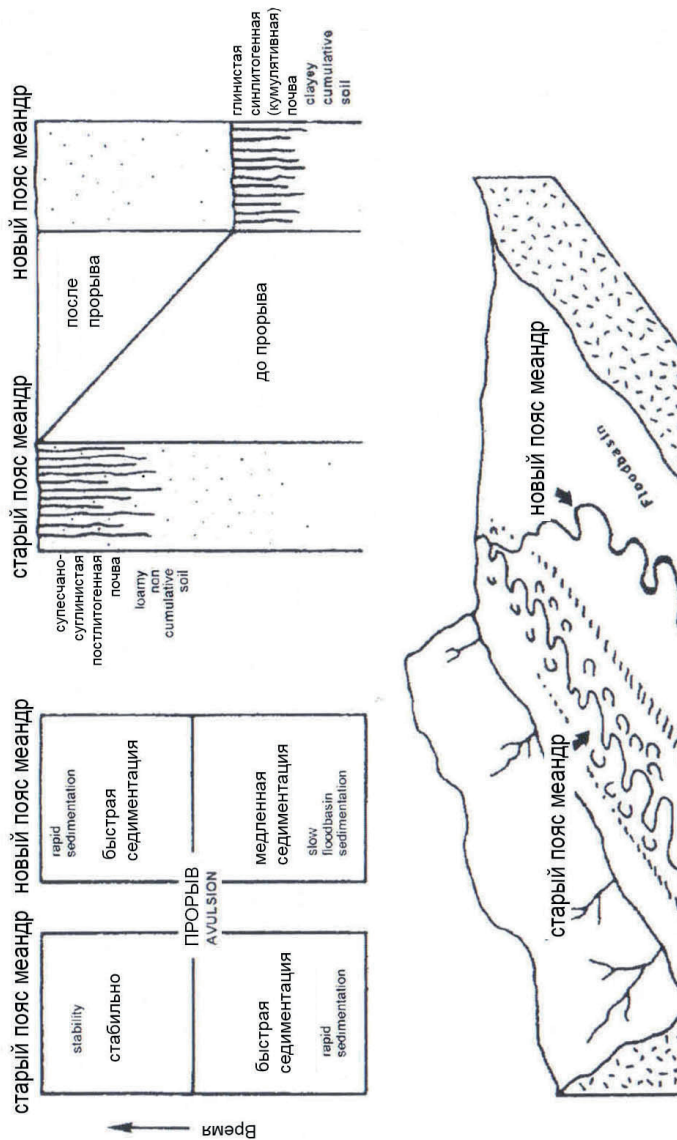 старый пояс меандр
новый пояс меандр
stability
стабильно
rapid
sedimentation
быстрая
седиментация
ПРОРЫВ
AVULSION
быстрая
седиментация
rapid
sedimentation
медленная
седиментация
slow
floodbasin
sedimentation
Время
старый пояс меандр
новый пояс меандр
супесчано-
суглинистая
постлитогенная
почва
loamy
non
cumulative
soil
после
прорыва
до прорыва
глинистая
синлитогенная
(кумулятивная)
почва
clayey
cumulative
soil
старый пояс меандр
новый пояс меандр
Floodbasin